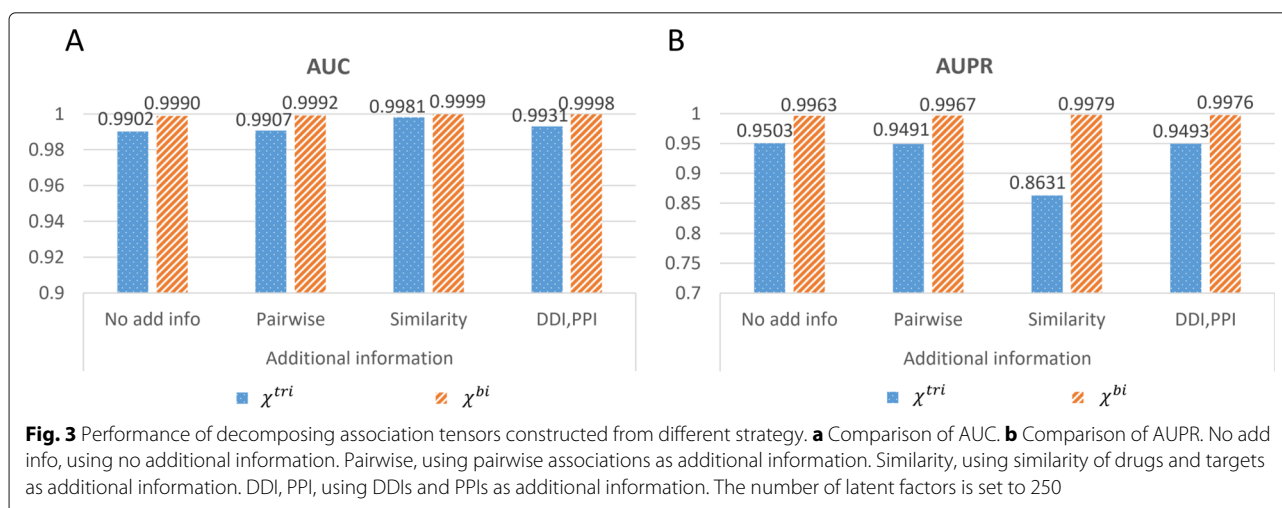 A
AUC
0.9902 0.9990 0.9907 0.9992 0.9981 0.9999 0.9931 0.9998
1
0.98
0.96
0.94
0.92
0.9
No add info Pairwise Similarity DDI,PPI
Additional information
χ^tri χ^bi
B
AUPR
0.9503 0.9963 0.9491 0.9967 0.8631 0.9979 0.9493 0.9976
1
0.95
0.9
0.85
0.8
0.75
0.7
No add info Pairwise Similarity DDI,PPI
Additional information
χ^tri χ^bi
Fig. 3 Performance of decomposing association tensors constructed from different strategy. a Comparison of AUC. b Comparison of AUPR. No add
info, using no additional information. Pairwise, using pairwise associations as additional information. Similarity, using similarity of drugs and targets
as additional information. DDI, PPI, using DDIs and PPIs as additional information. The number of latent factors is set to 250